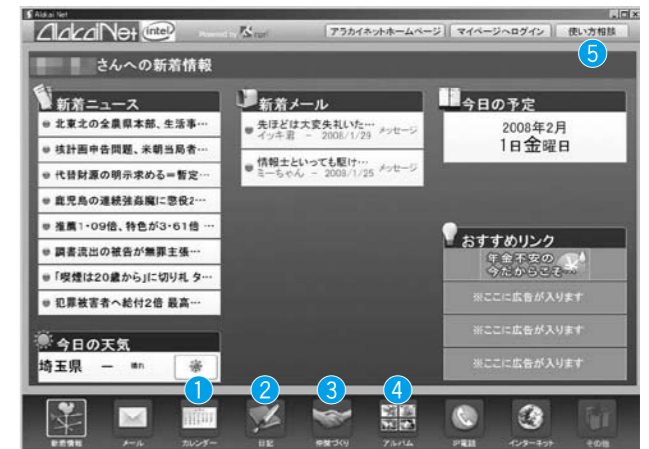 Alakai Net
AlakaiNet intel Powered by
アラカイネットホームページ
マイページへログイン
使い方相談
5
さんへの新着情報
新着ニュース
北東北の全農県本部、生活事…
核計画申告問題、米朝当局者…
代替財源の明示求める＝暫定…
鹿児島の連続強姦魔に懲役2…
推薦1・09倍、特色が3・61倍 …
調書流出の被告が無罪主張…
「喫煙は20歳から」に切り札 タ…
犯罪被害者へ給付2倍 最高…
今日の天気
埼玉県 ー 晴れ
新着メール
先ほどは大変失礼いた…
イッキ君 － 2008/1/29 メッセージ
情報士といっても駆け…
ミーちゃん － 2008/1/25 メッセージ
今日の予定
2008年2月
1日金曜日
おすすめリンク
年金不安の
今だからこそ…
※ここに広告が入ります
※ここに広告が入ります
※ここに広告が入ります
1
2
3
4
新着情報
メール
カレンダー
日記
仲間づくり
アルバム
IP電話
インターネット
その他